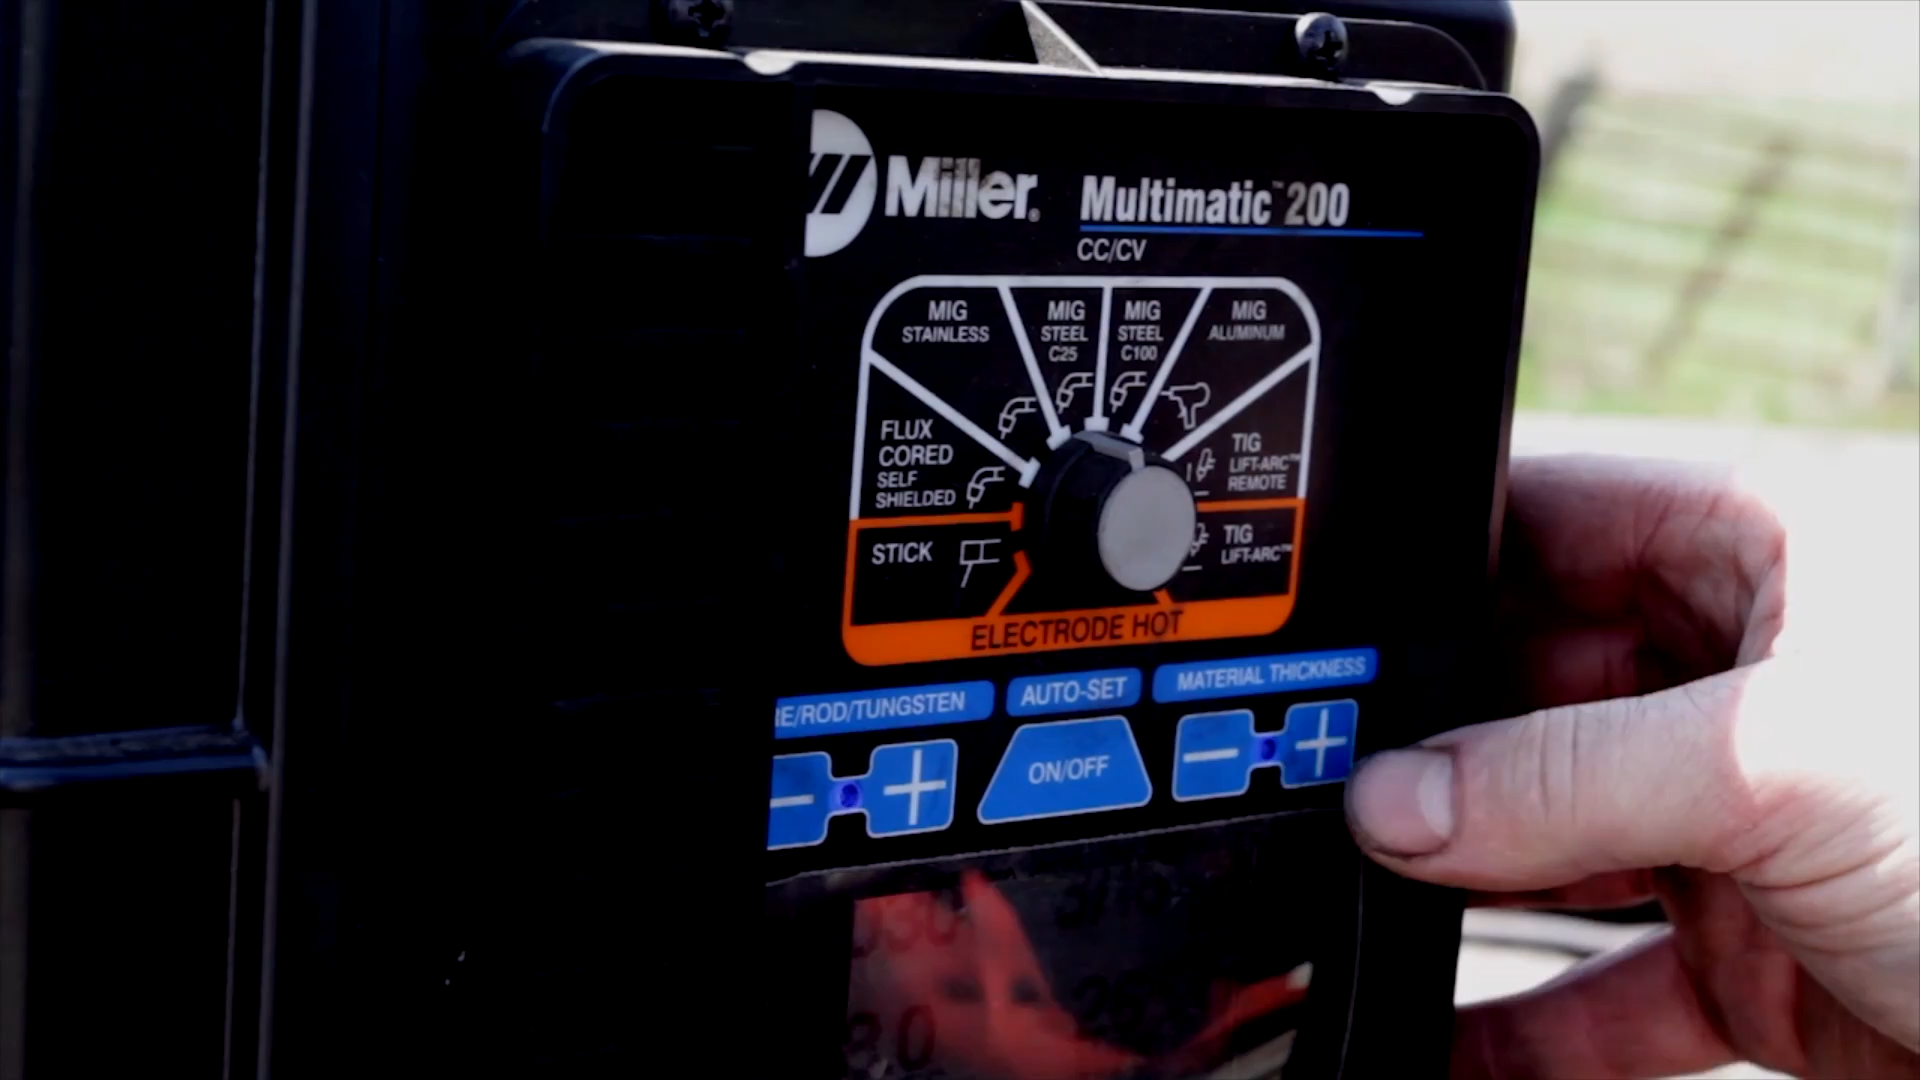 Miller®
Multimatic™ 200
CC/CV
MIG
STAINLESS
MIG
STEEL
C25
MIG
STEEL
C100
MIG
ALUMINUM
FLUX
CORED
SELF
SHIELDED
TIG
LIFT-ARC™
REMOTE
STICK
TIG
LIFT-ARC™
ELECTRODE HOT
RE/ROD/TUNGSTEN
AUTO-SET
MATERIAL THICKNESS
ON/OFF
3/16